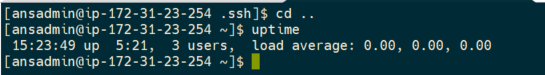 [ansadmin@ip-172-31-23-254 .ssh]$ cd ..
[ansadmin@ip-172-31-23-254 ~]$ uptime
 15:23:49 up  5:21,  3 users,  load average: 0.00, 0.00, 0.00
[ansadmin@ip-172-31-23-254 ~]$